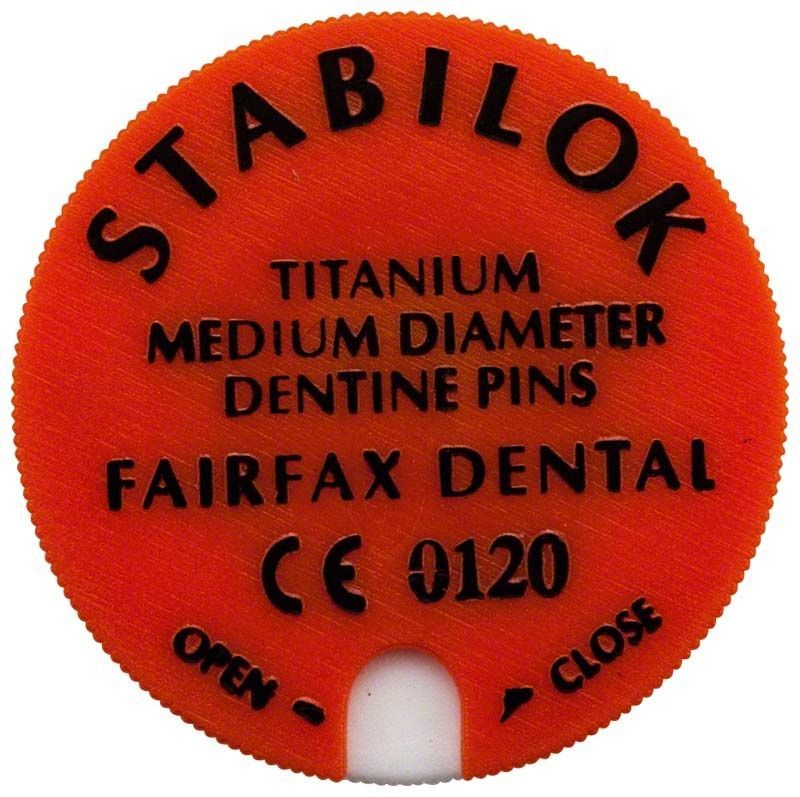 STABILOK
TITANIUM
MEDIUM DIAMETER
DENTINE PINS
FAIRFAX DENTAL
CE 0120
OPEN
CLOSE